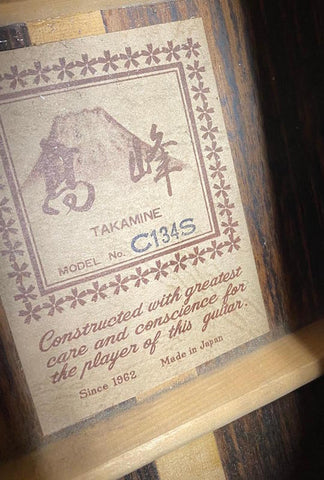 高峰
TAKAMINE
MODEL No. C134S
Constructed with greatest
care and conscience for
the player of this guitar.
Since 1962 Made in Japan